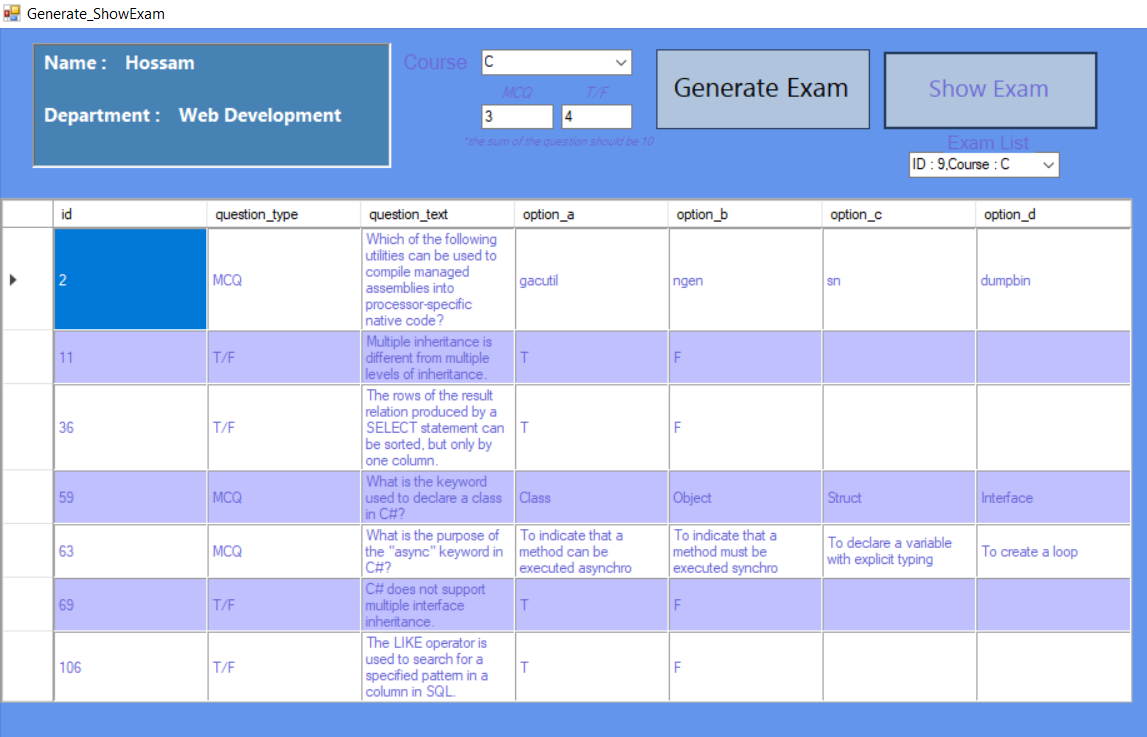 Generate_ShowExam
Name :   Hossam
Department :   Web Development
Course
C
MCQ   T/F
3   4
*the sum of the question should be 10
Generate Exam
Show Exam
Exam List
ID : 9,Course : C
id   question_type   question_text   option_a   option_b   option_c   option_d
2   MCQ
Which of the following
utilities can be used to
compile managed
assemblies into
processor-specific
native code?
gacutil   ngen   sn   dumpbin
11   T/F
Multiple inheritance is
different from multiple
levels of inheritance.
T   F
36   T/F
The rows of the result
relation produced by a
SELECT statement can
be sorted, but only by
one column.
T   F
59   MCQ
What is the keyword
used to declare a class
in C#?
Class   Object   Struct   Interface
63   MCQ
What is the purpose of
the "async" keyword in
C#?
To indicate that a
method can be
executed asynchro
To indicate that a
method must be
executed synchro
To declare a variable
with explicit typing
To create a loop
69   T/F
C# does not support
multiple interface
inheritance.
T   F
106   T/F
The LIKE operator is
used to search for a
specified pattern in a
column in SQL.
T   F